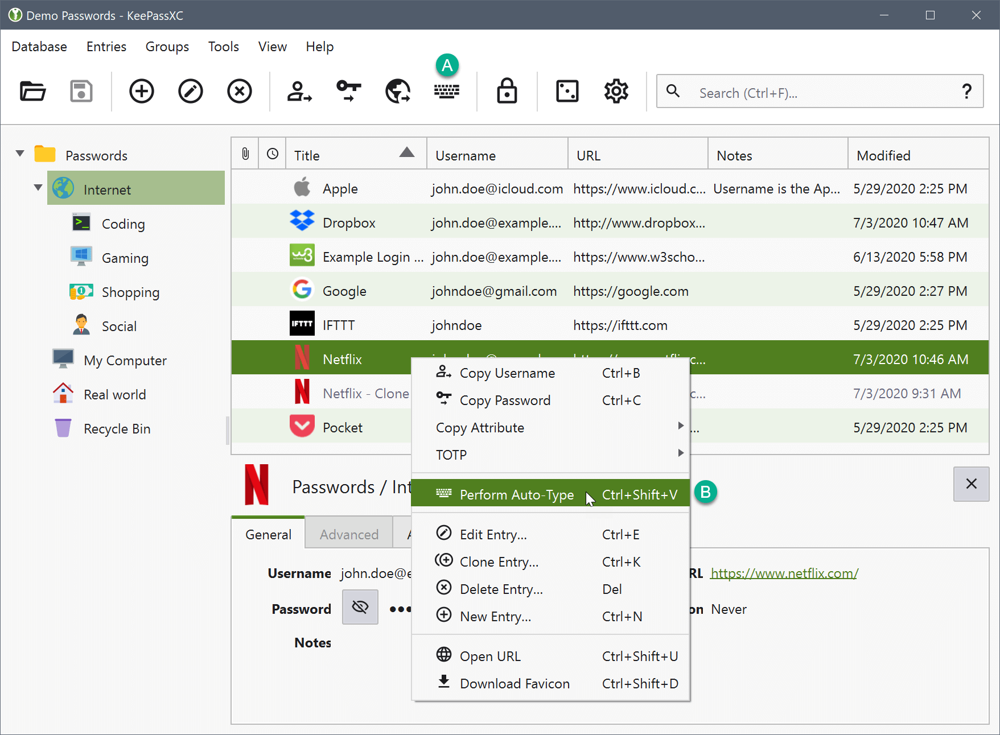 Demo Passwords - KeePassXC
Database Entries Groups Tools View Help
A
Search (Ctrl+F)... ?
Passwords
Internet
Coding
Gaming
Shopping
Social
My Computer
Real world
Recycle Bin
Title Username URL Notes Modified
Apple john.doe@icloud.com https://www.icloud.c... Username is the Ap... 5/29/2020 2:25 PM
Dropbox john.doe@example.... http://www.dropbox... 7/3/2020 10:47 AM
w3 Example Login ... john.doe@example.... https://www.w3scho... 6/13/2020 5:58 PM
Google johndoe@gmail.com https://google.com 5/29/2020 2:27 PM
IFTTT IFTTT johndoe https://ifttt.com 5/29/2020 2:25 PM
N Netflix c... 7/3/2020 10:46 AM
N Netflix - Clone c... 7/3/2020 9:31 AM
Pocket ... 5/29/2020 2:25 PM
Copy Username Ctrl+B
Copy Password Ctrl+C
Copy Attribute
TOTP
Perform Auto-Type Ctrl+Shift+V
B
Edit Entry... Ctrl+E
Clone Entry... Ctrl+K
Delete Entry... Del
New Entry... Ctrl+N
Open URL Ctrl+Shift+U
Download Favicon Ctrl+Shift+D
N Passwords / Int
General Advanced A
Username john.doe@e RL https://www.netflix.com/
Password ●●● on Never
Notes